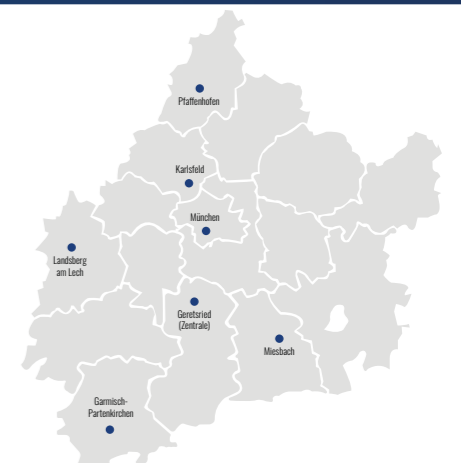 Pfaffenhofen
Karlsfeld
München
Landsberg
am Lech
Geretsried
(Zentrale)
Miesbach
Garmisch-
Partenkirchen